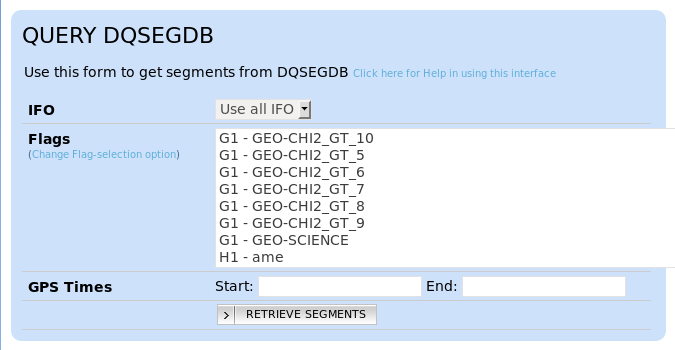 QUERY DQSEGDB
Use this form to get segments from DQSEGDB Click here for Help in using this interface
IFO Use all IFO
Flags
(Change Flag-selection option)
G1 - GEO-CHI2_GT_10
G1 - GEO-CHI2_GT_5
G1 - GEO-CHI2_GT_6
G1 - GEO-CHI2_GT_7
G1 - GEO-CHI2_GT_8
G1 - GEO-CHI2_GT_9
G1 - GEO-SCIENCE
H1 - ame
GPS Times Start: End:
RETRIEVE SEGMENTS